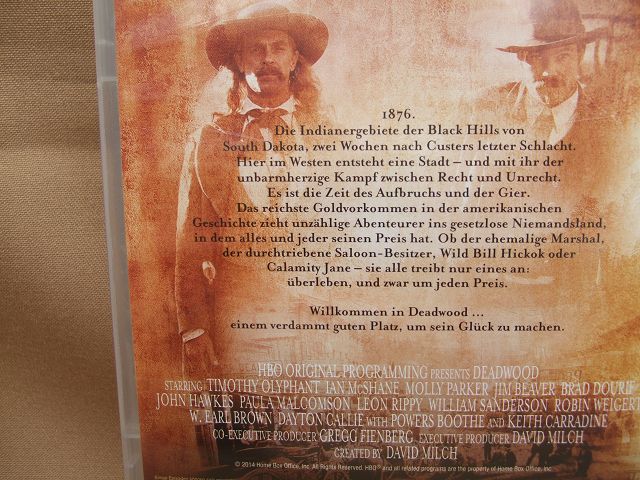 1876.
Die Indianergebiete der Black Hills von
South Dakota, zwei Wochen nach Custers letzter Schlacht.
Hier im Westen entsteht eine Stadt – und mit ihr der
unbarmherzige Kampf zwischen Recht und Unrecht.
Es ist die Zeit des Aufbruchs und der Gier.
Das reichste Goldvorkommen in der amerikanischen
Geschichte zieht unzählige Abenteurer ins gesetzlose Niemandsland,
in dem alles und jeder seinen Preis hat. Ob der ehemalige Marshal,
der durchtriebene Saloon-Besitzer, Wild Bill Hickok oder
Calamity Jane – sie alle treibt nur eines an:
überleben, und zwar um jeden Preis.
Willkommen in Deadwood ...
einem verdammt guten Platz, um sein Glück zu machen.
HBO ORIGINAL PROGRAMMING PRESENTS DEADWOOD
STARRING TIMOTHY OLYPHANT IAN McSHANE MOLLY PARKER JIM BEAVER BRAD DOURIF
JOHN HAWKES PAULA MALCOMSON LEON RIPPY WILLIAM SANDERSON ROBIN WEIGERT
W. EARL BROWN DAYTON CALLIE WITH POWERS BOOTHE AND KEITH CARRADINE
CO-EXECUTIVE PRODUCER GREGG FIENBERG EXECUTIVE PRODUCER DAVID MILCH
CREATED BY DAVID MILCH
© 2014 Home Box Office, Inc. All Rights Reserved. HBO® and all related programs are the property of Home Box Office, Inc.